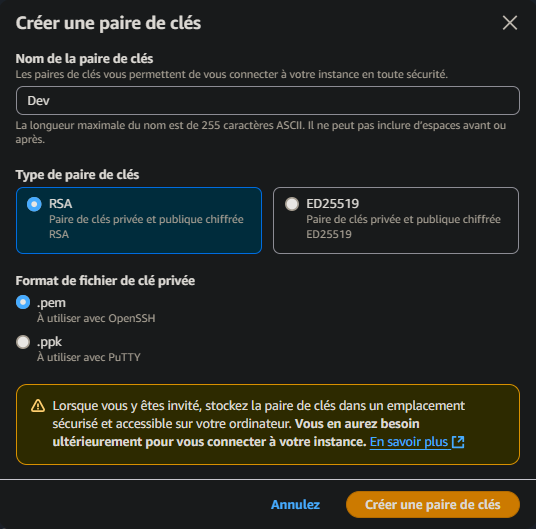 Créer une paire de clés
Nom de la paire de clés
Les paires de clés vous permettent de vous connecter à votre instance en toute sécurité.
Dev
La longueur maximale du nom est de 255 caractères ASCII. Il ne peut pas inclure d'espaces avant ou
après.
Type de paire de clés
RSA
Paire de clés privée et publique chiffrée
RSA
ED25519
Paire de clés privée et publique chiffrée
ED25519
Format de fichier de clé privée
.pem
À utiliser avec OpenSSH
.ppk
À utiliser avec PuTTY
Lorsque vous y êtes invité, stockez la paire de clés dans un emplacement
sécurisé et accessible sur votre ordinateur. Vous en aurez besoin
ultérieurement pour vous connecter à votre instance. En savoir plus
Annulez
Créer une paire de clés